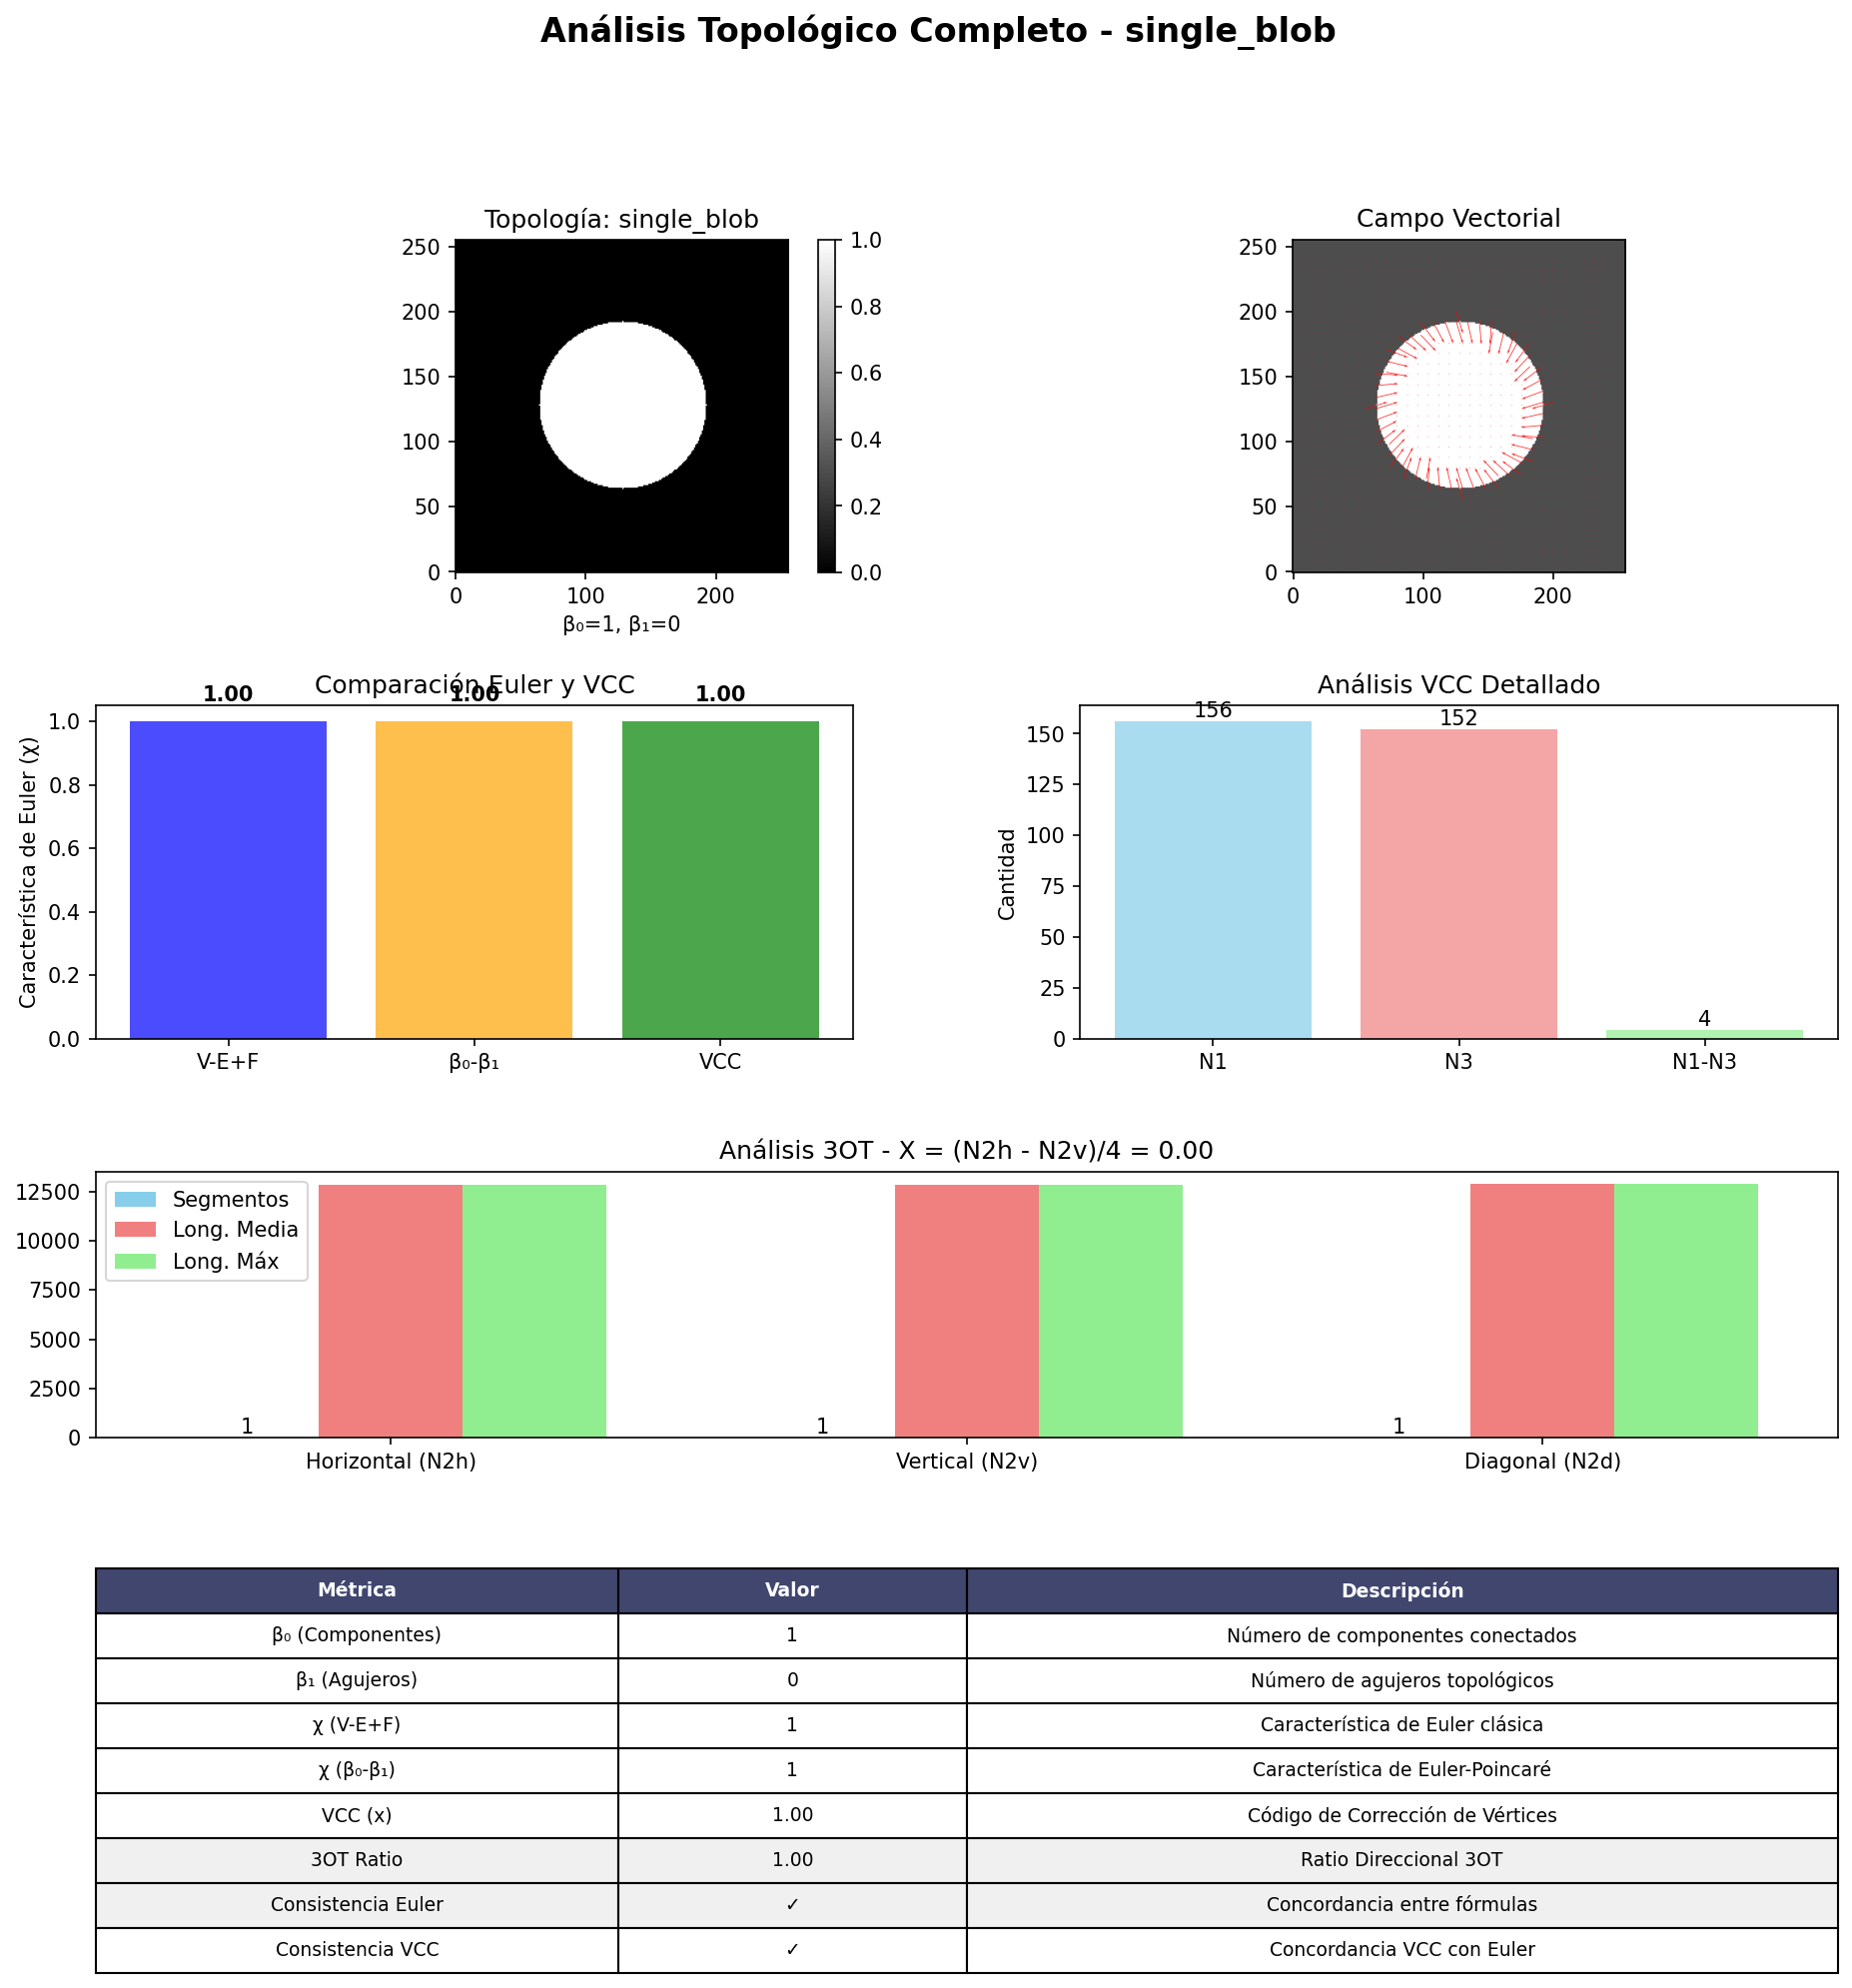 Análisis Topológico Completo - single_blob
Topología: single_blob
250
200
150
100
50
0
0 100 200
β₀=1, β₁=0
1.0
0.8
0.6
0.4
0.2
0.0
Campo Vectorial
250
200
150
100
50
0
0 100 200
Comparación Euler y VCC
1.00 1.00 1.00
Característica de Euler (χ)
1.0
0.8
0.6
0.4
0.2
0.0
V-E+F β₀-β₁ VCC
Análisis VCC Detallado
156 152 4
Cantidad
150
125
100
75
50
25
0
N1 N3 N1-N3
Análisis 3OT - X = (N2h - N2v)/4 = 0.00
12500
10000
7500
5000
2500
0
Segmentos
Long. Media
Long. Máx
1 1 1
Horizontal (N2h) Vertical (N2v) Diagonal (N2d)
Métrica Valor Descripción
β₀ (Componentes) 1 Número de componentes conectados
β₁ (Agujeros) 0 Número de agujeros topológicos
χ (V-E+F) 1 Característica de Euler clásica
χ (β₀-β₁) 1 Característica de Euler-Poincaré
VCC (x) 1.00 Código de Corrección de Vértices
3OT Ratio 1.00 Ratio Direccional 3OT
Consistencia Euler ✓ Concordancia entre fórmulas
Consistencia VCC ✓ Concordancia VCC con Euler